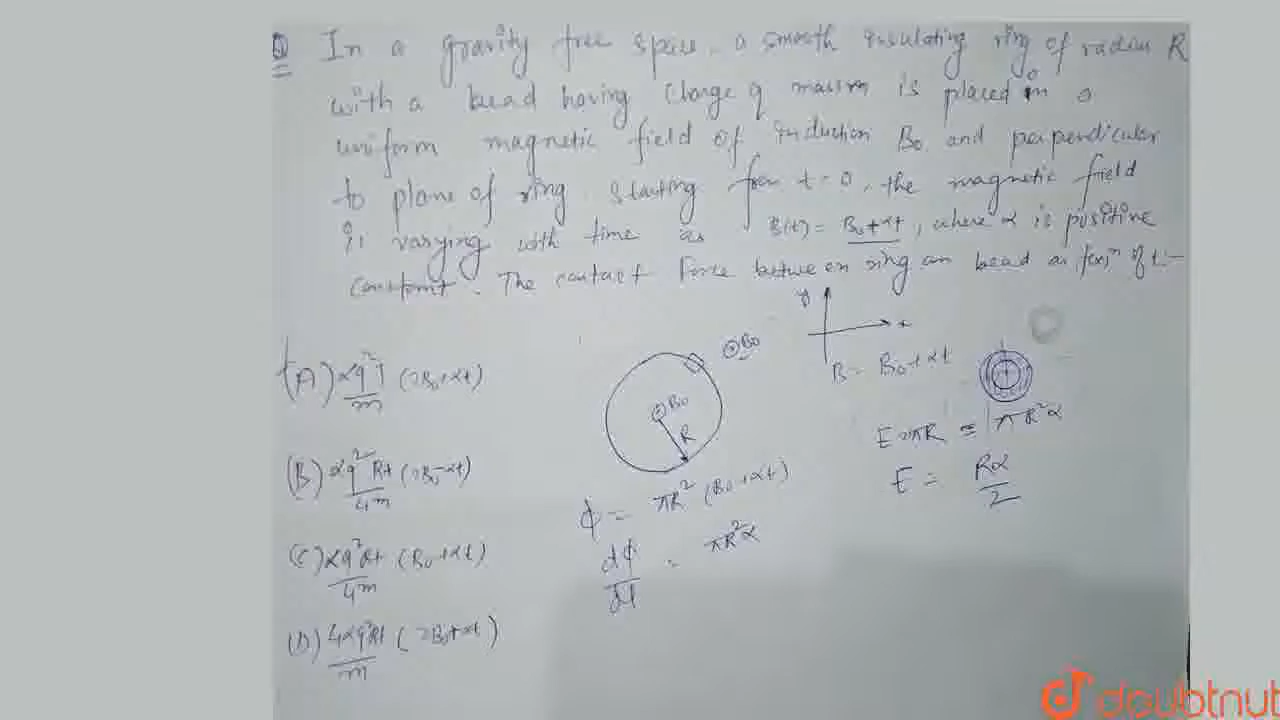 Q In a gravity free space, a smooth insulating ring of radius R
with a bead having charge q mass m is placed in a
uniform magnetic field of induction B₀ and perpendicular
to plane of ring. Starting from t=0, the magnetic field
is varying with time as B(t) = B₀+αt, where α is positive
constant. The contact force between ring an bead as f(x)ⁿ of t:-
y
x
⊙B₀
B = B₀+αt
(A) (2B₀+αt)
m
⊙B₀
R
E 2πR = πR²α
(B) αq²Rt (2B₀-αt)
4m
E = Rα
2
φ = πR² (B₀+αt)
(C) αq²Rt (B₀+αt)
4m
dφ = πR²α
dt
(D) 4αq²Rt (2B₀+αt)
m
doubtnut